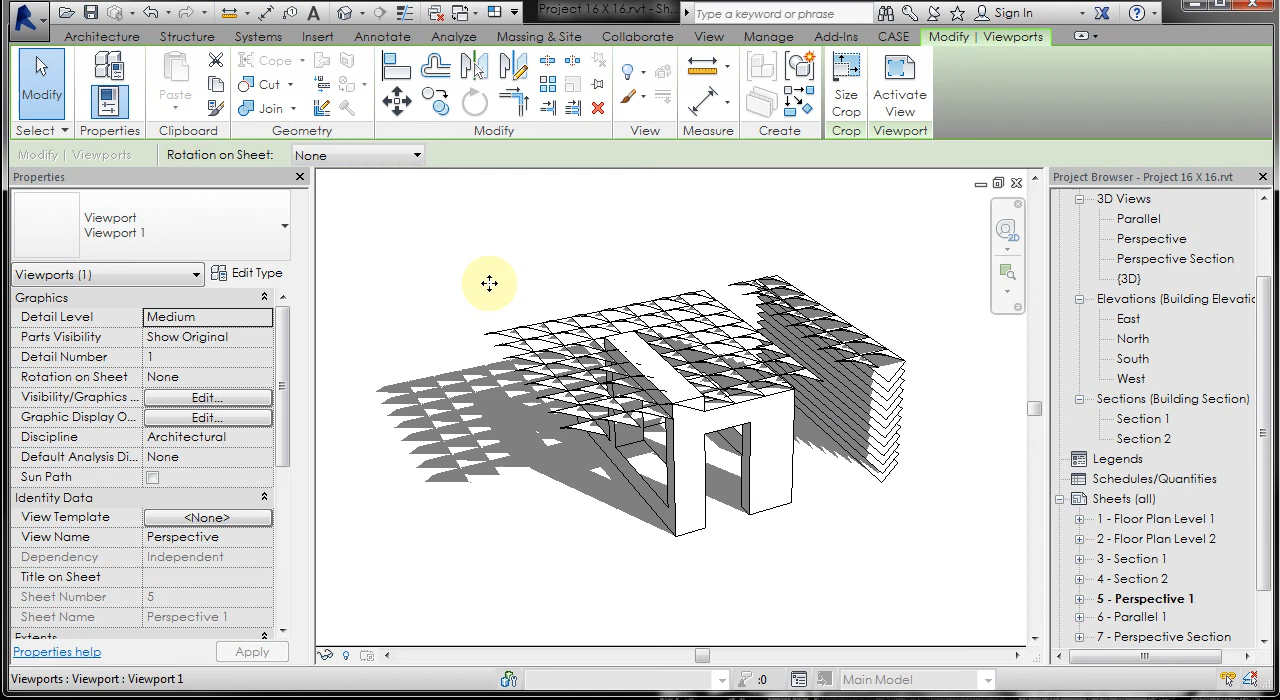 Project 16 X 16.rvt - Sh...
Type a keyword or phrase
Sign In
Architecture Structure Systems Insert Annotate Analyze Massing & Site Collaborate View Manage Add-Ins CASE Modify | Viewports
Modify
Paste
Cope
Cut
Join
Size Crop
Activate View
Select Properties Clipboard Geometry Modify View Measure Create Crop Viewport
Modify | Viewports
Rotation on Sheet: None
Properties
Viewport
Viewport 1
Viewports (1) Edit Type
Graphics
Detail Level Medium
Parts Visibility Show Original
Detail Number 1
Rotation on Sheet None
Visibility/Graphics ... Edit...
Graphic Display O... Edit...
Discipline Architectural
Default Analysis Di... None
Sun Path
Identity Data
View Template <None>
View Name Perspective
Dependency Independent
Title on Sheet
Sheet Number 5
Sheet Name Perspective 1
Extents
Properties help Apply
2D
Project Browser - Project 16 X 16.rvt
3D Views
Parallel
Perspective
Perspective Section
{3D}
Elevations (Building Elevatio
East
North
South
West
Sections (Building Section)
Section 1
Section 2
Legends
Schedules/Quantities
Sheets (all)
1 - Floor Plan Level 1
2 - Floor Plan Level 2
3 - Section 1
4 - Section 2
5 - Perspective 1
6 - Parallel 1
7 - Perspective Section
Viewports : Viewport : Viewport 1
:0
Main Model